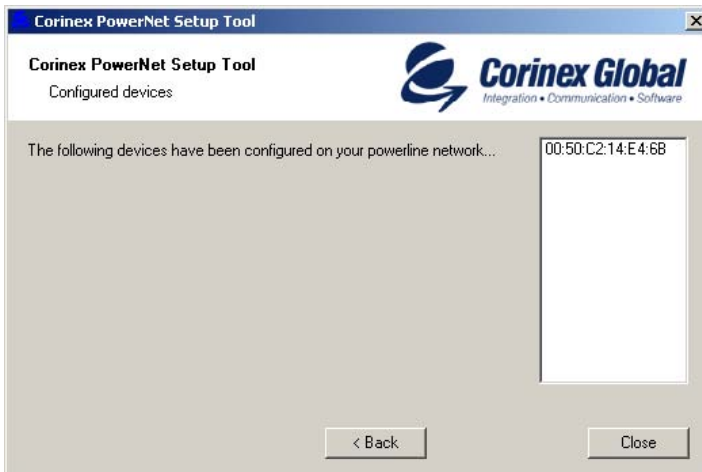 Corinex PowerNet Setup Tool
Corinex PowerNet Setup Tool
Configured devices
Corinex Global
Integration • Communication • Software
The following devices have been configured on your powerline network...
00:50:C2:14:E4:6B
< Back
Close